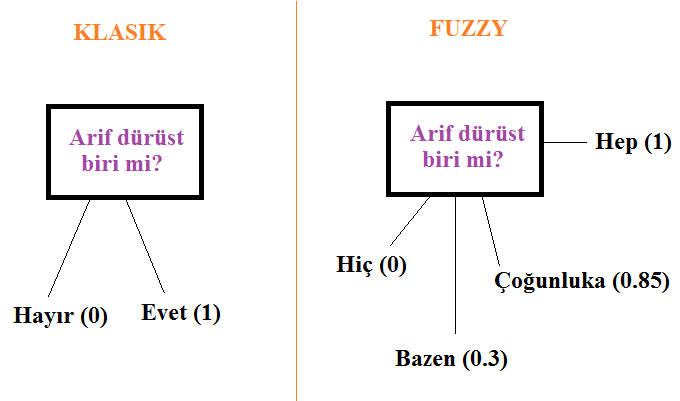 KLASIK
Arif dürüst
biri mi?
Hayır (0)
Evet (1)
FUZZY
Arif dürüst
biri mi?
Hep (1)
Hiç (0)
Çoğunluka (0.85)
Bazen (0.3)